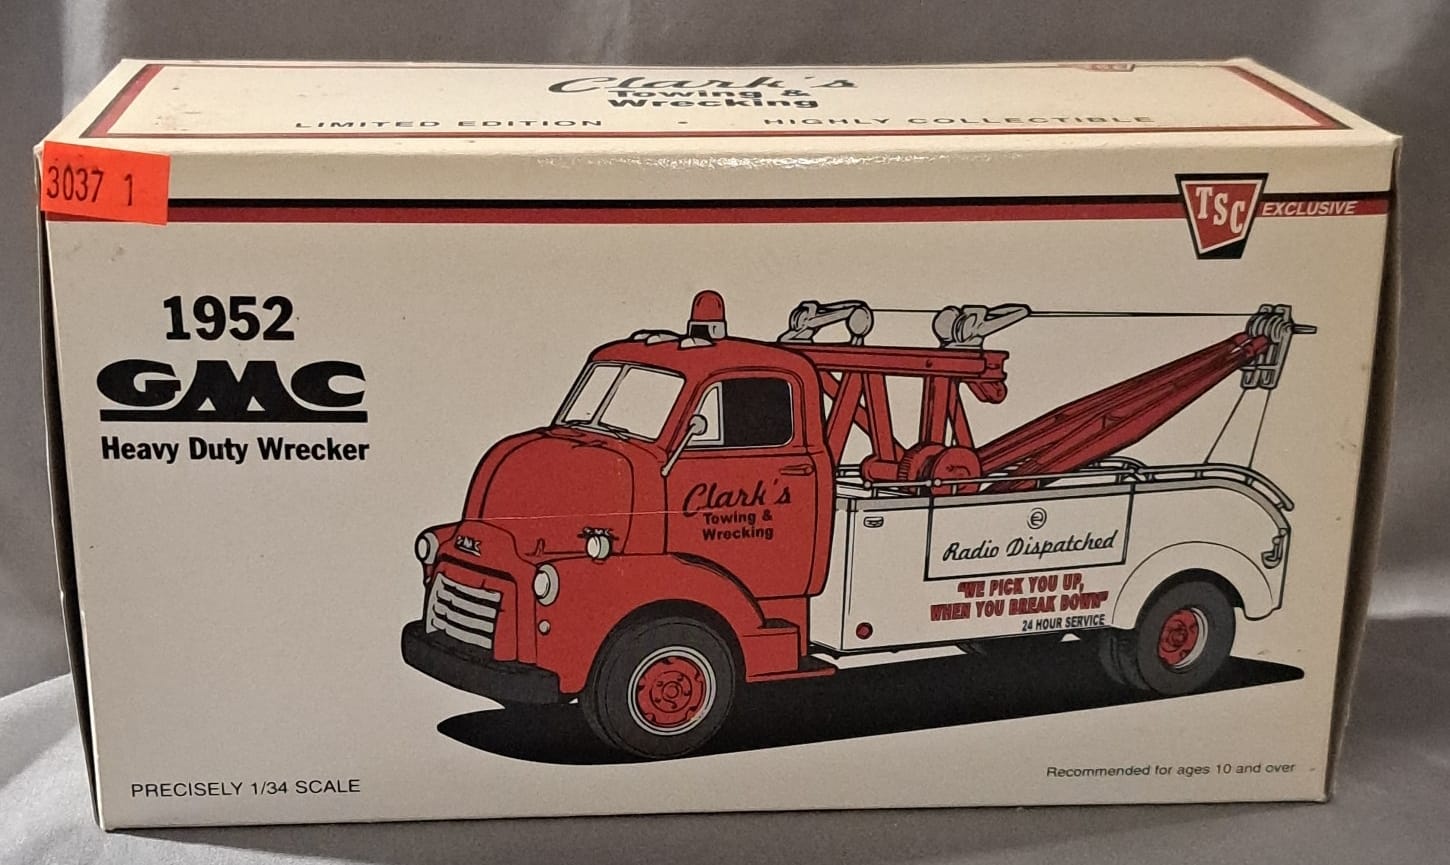 Clark's
Towing &
Wrecking
LIMITED EDITION • HIGHLY COLLECTIBLE
3037 1
TSC EXCLUSIVE
1952
GMC
Heavy Duty Wrecker
Clark's
Towing &
Wrecking
GMC
GMC
Radio Dispatched
"WE PICK YOU UP,
WHEN YOU BREAK DOWN"
24 HOUR SERVICE
PRECISELY 1/34 SCALE
Recommended for ages 10 and over